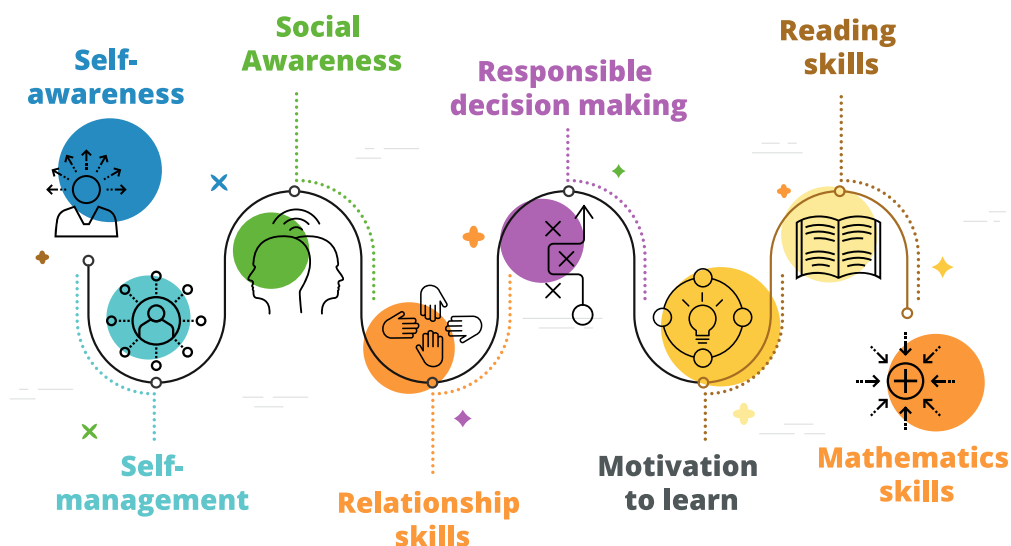 Self-
awareness
Self-
management
Social
Awareness
Relationship
skills
Responsible
decision making
Motivation
to learn
Reading
skills
Mathematics
skills